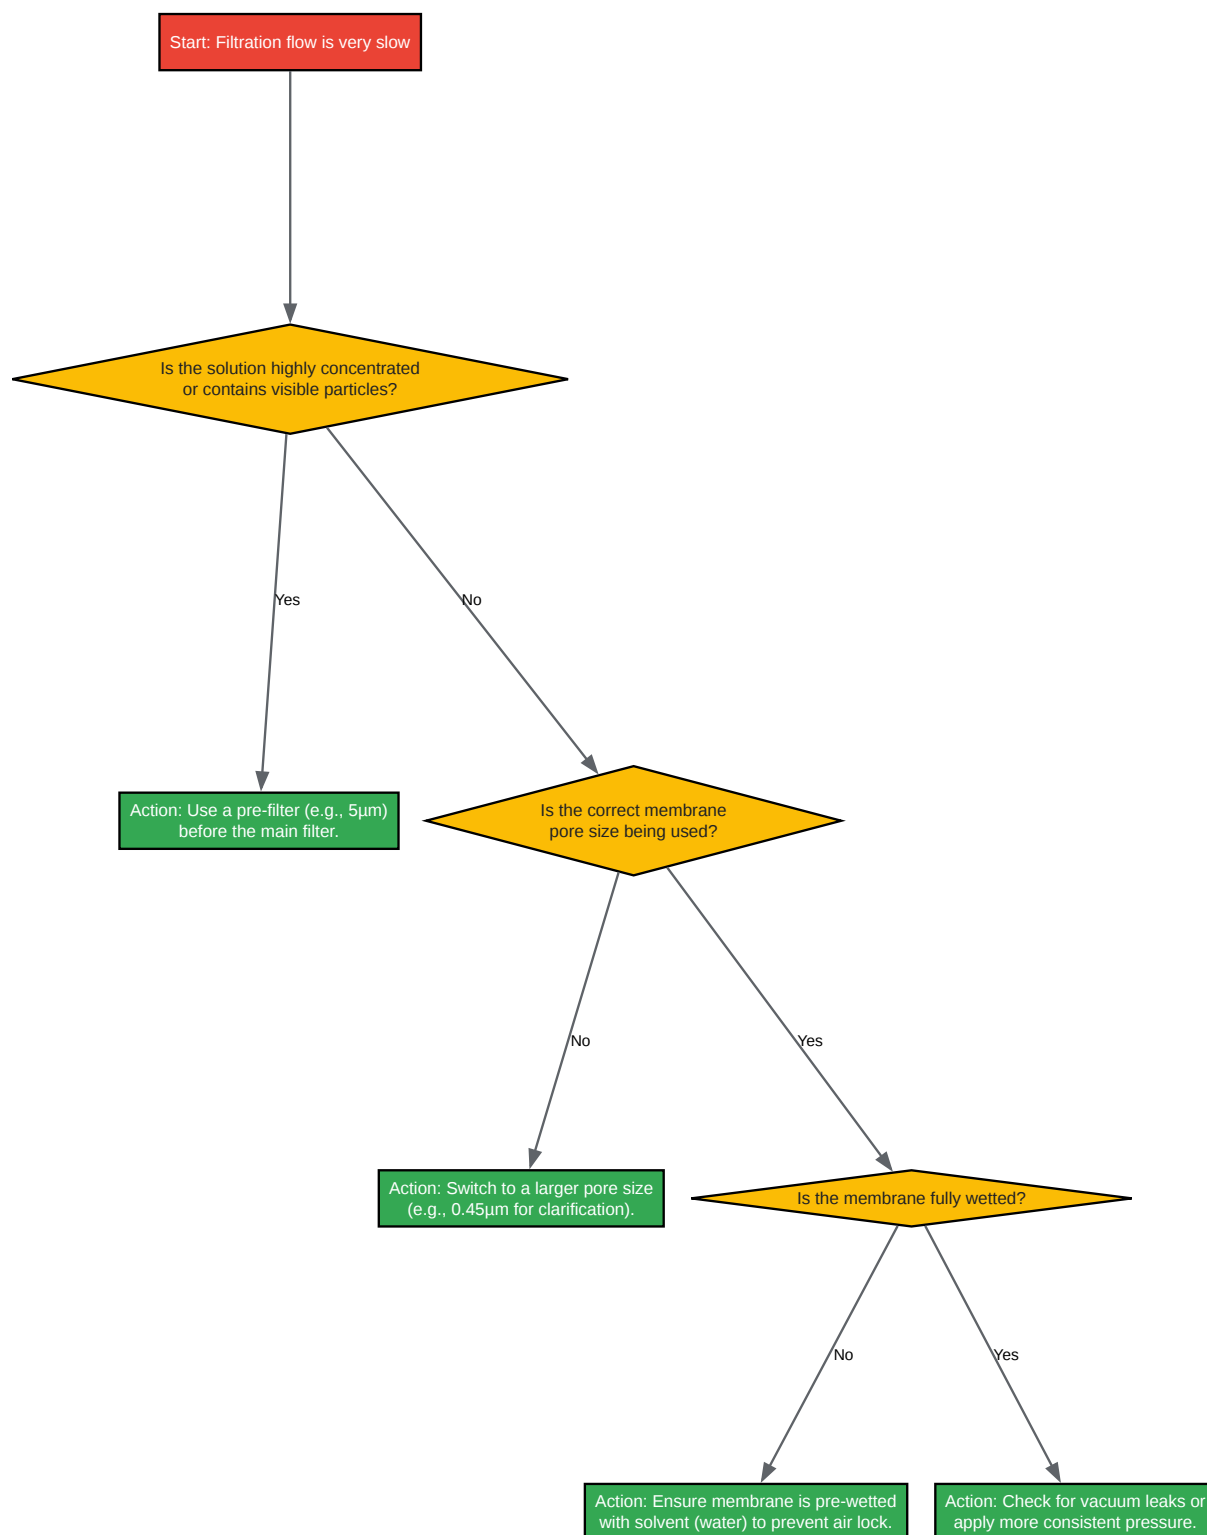 Start: Filtration flow is very slow
Is the solution highly concentrated
or contains visible particles?
Yes
No
Action: Use a pre-filter (e.g., 5µm)
before the main filter.
Is the correct membrane
pore size being used?
No
Yes
Action: Switch to a larger pore size
(e.g., 0.45µm for clarification).
Is the membrane fully wetted?
No
Yes
Action: Ensure membrane is pre-wetted
with solvent (water) to prevent air lock.
Action: Check for vacuum leaks or
apply more consistent pressure.